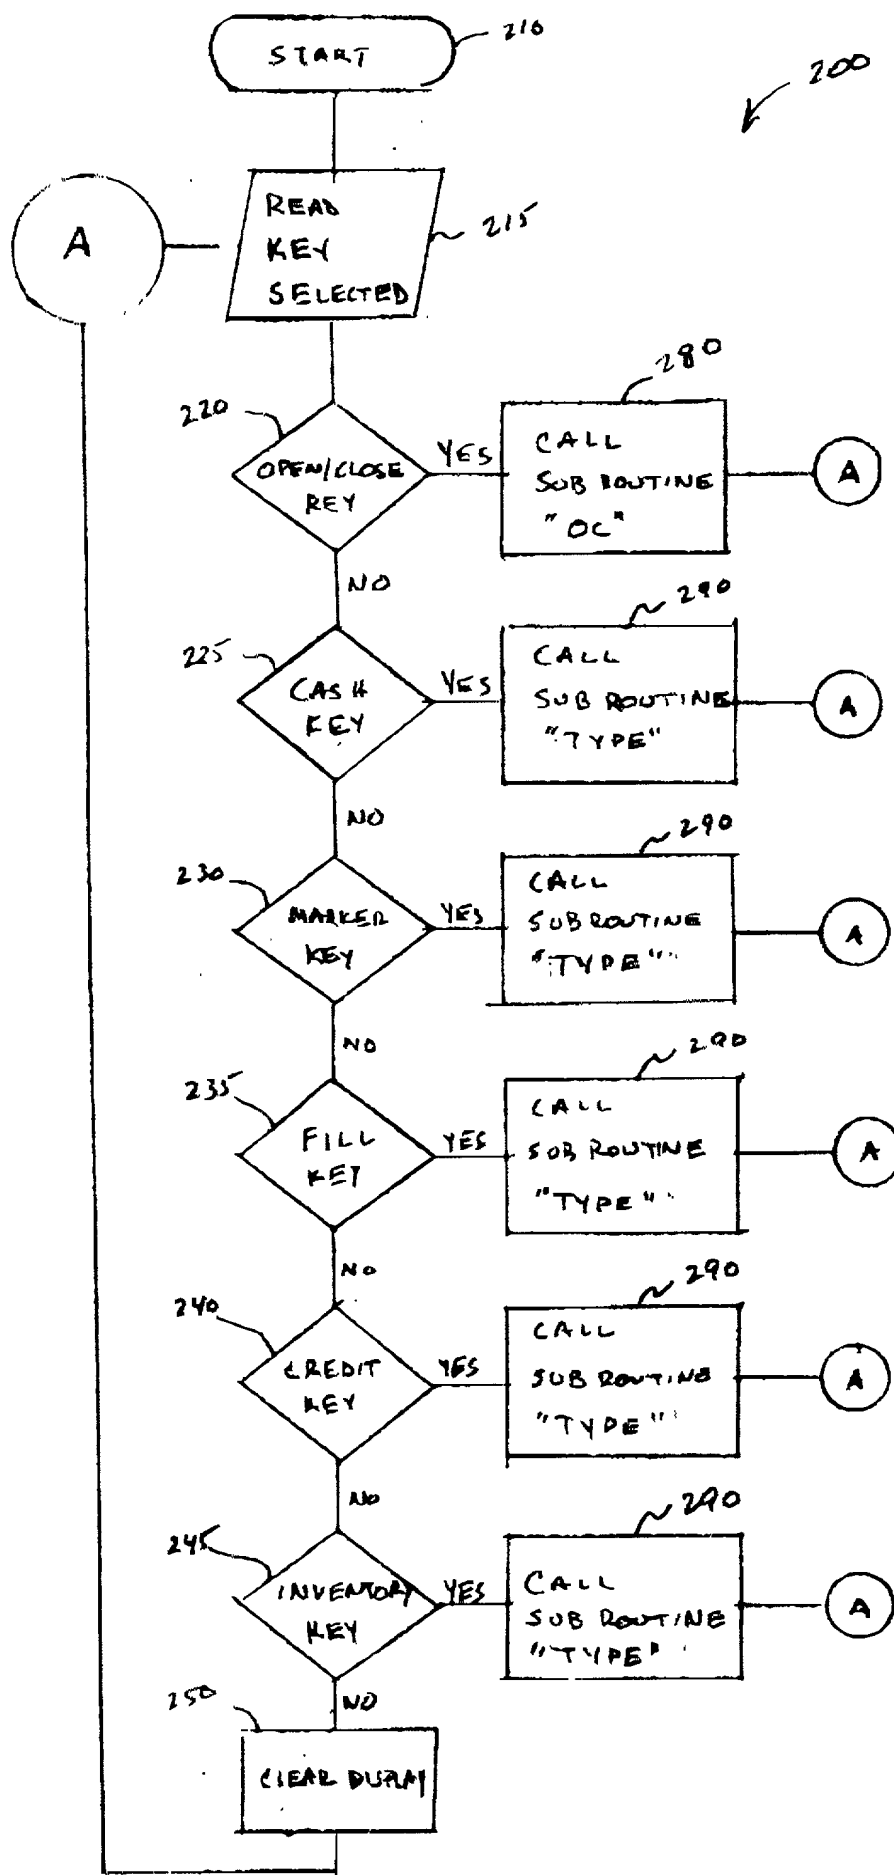 START
210
200
A
READ
KEY
SELECTED
215
220
OPEN/CLOSE
KEY
YES
280
CALL
SUB ROUTINE
"OC"
A
NO
225
CASH
KEY
YES
290
CALL
SUB ROUTINE
"TYPE"
A
NO
230
MARKER
KEY
YES
290
CALL
SUBROUTINE
"TYPE"
A
NO
235
FILL
KEY
YES
290
CALL
SUB ROUTINE
"TYPE"
A
NO
240
CREDIT
KEY
YES
290
CALL
SUB ROUTINE
"TYPE"
A
NO
245
INVENTORY
KEY
YES
290
CALL
SUB ROUTINE
"TYPE"
A
NO
250
CLEAR DISPLAY